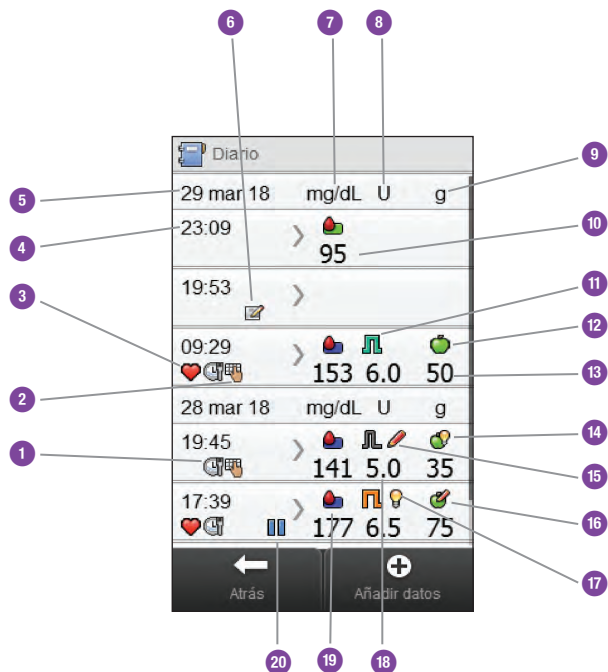 6 7 8
Diario
5 29 mar 18 mg/dL U g 9
4 23:09
95 10
3 19:53 11
09:29 12
2 153 6.0 50 13
28 mar 18 mg/dL U g
1 19:45 14
141 5.0 35 15
17:39 16
177 6.5 75 17
Atrás Añadir datos
20 19 18